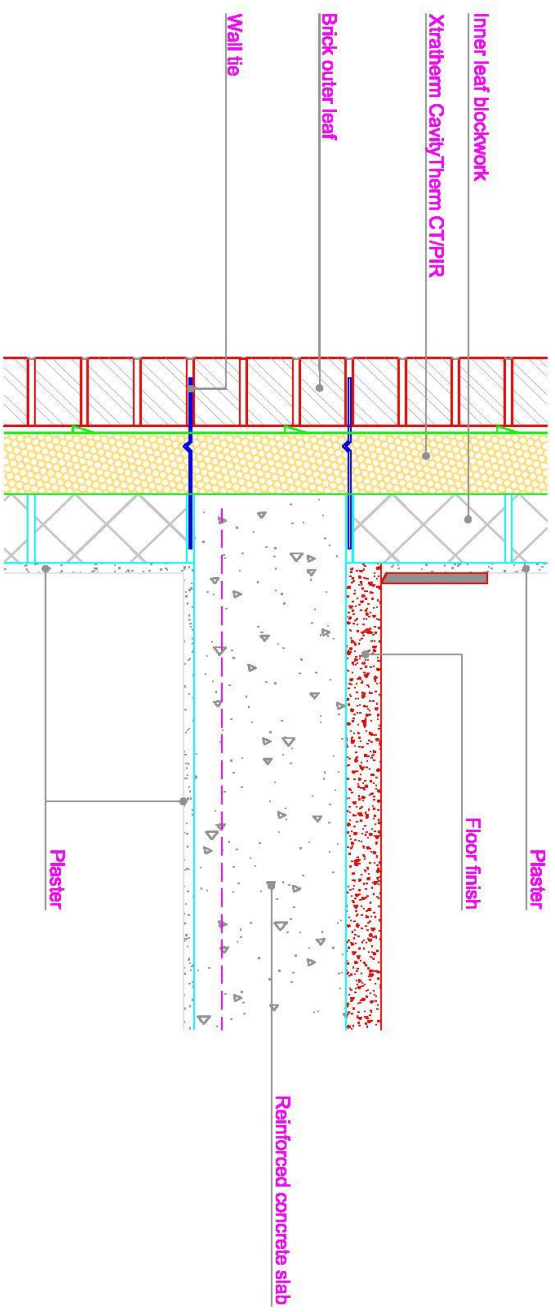 Inner leaf blockwork
Xtratherm CavityTherm CT/PIR
Brick outer leaf
Wall tie
Plaster
Floor finish
Plaster
Reinforced concrete slab